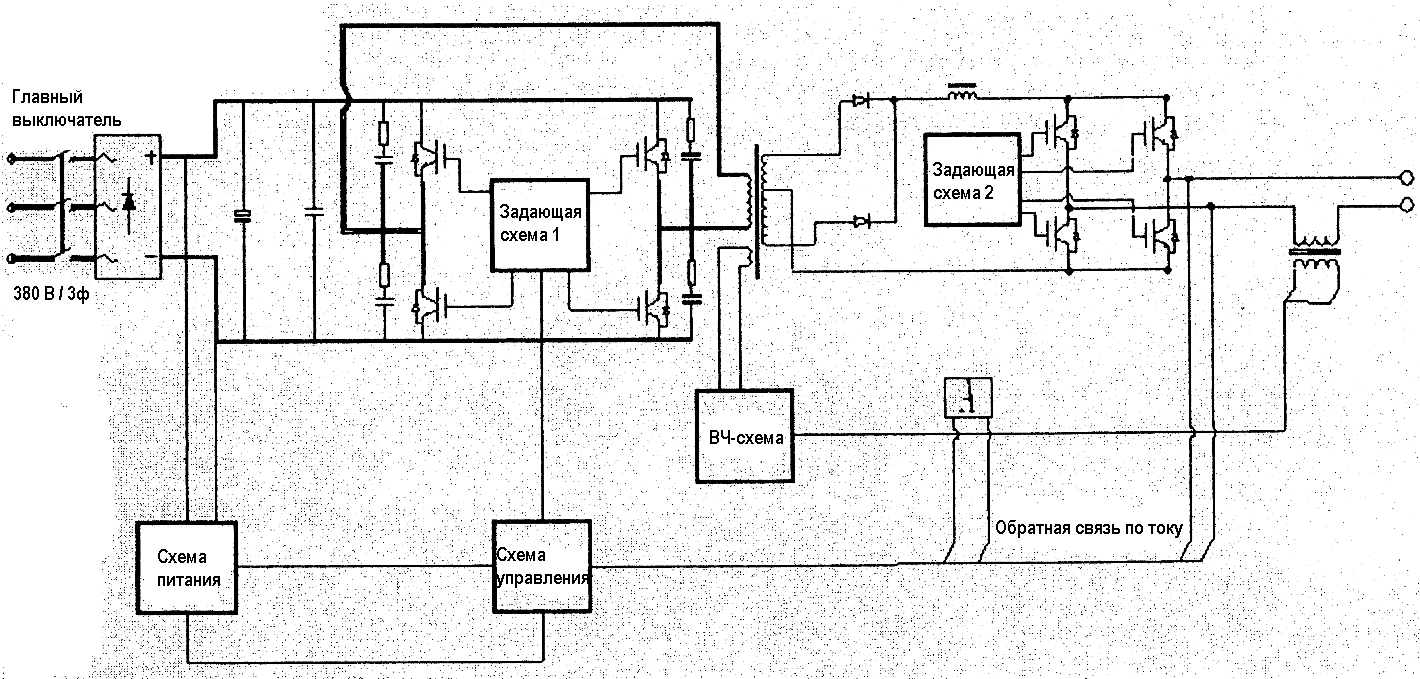 Главный
выключатель
+
−
380 В / 3ф
Задающая
схема 1
Задающая
схема 2
ВЧ-схема
Обратная связь по току
Схема
питания
Схема
управления